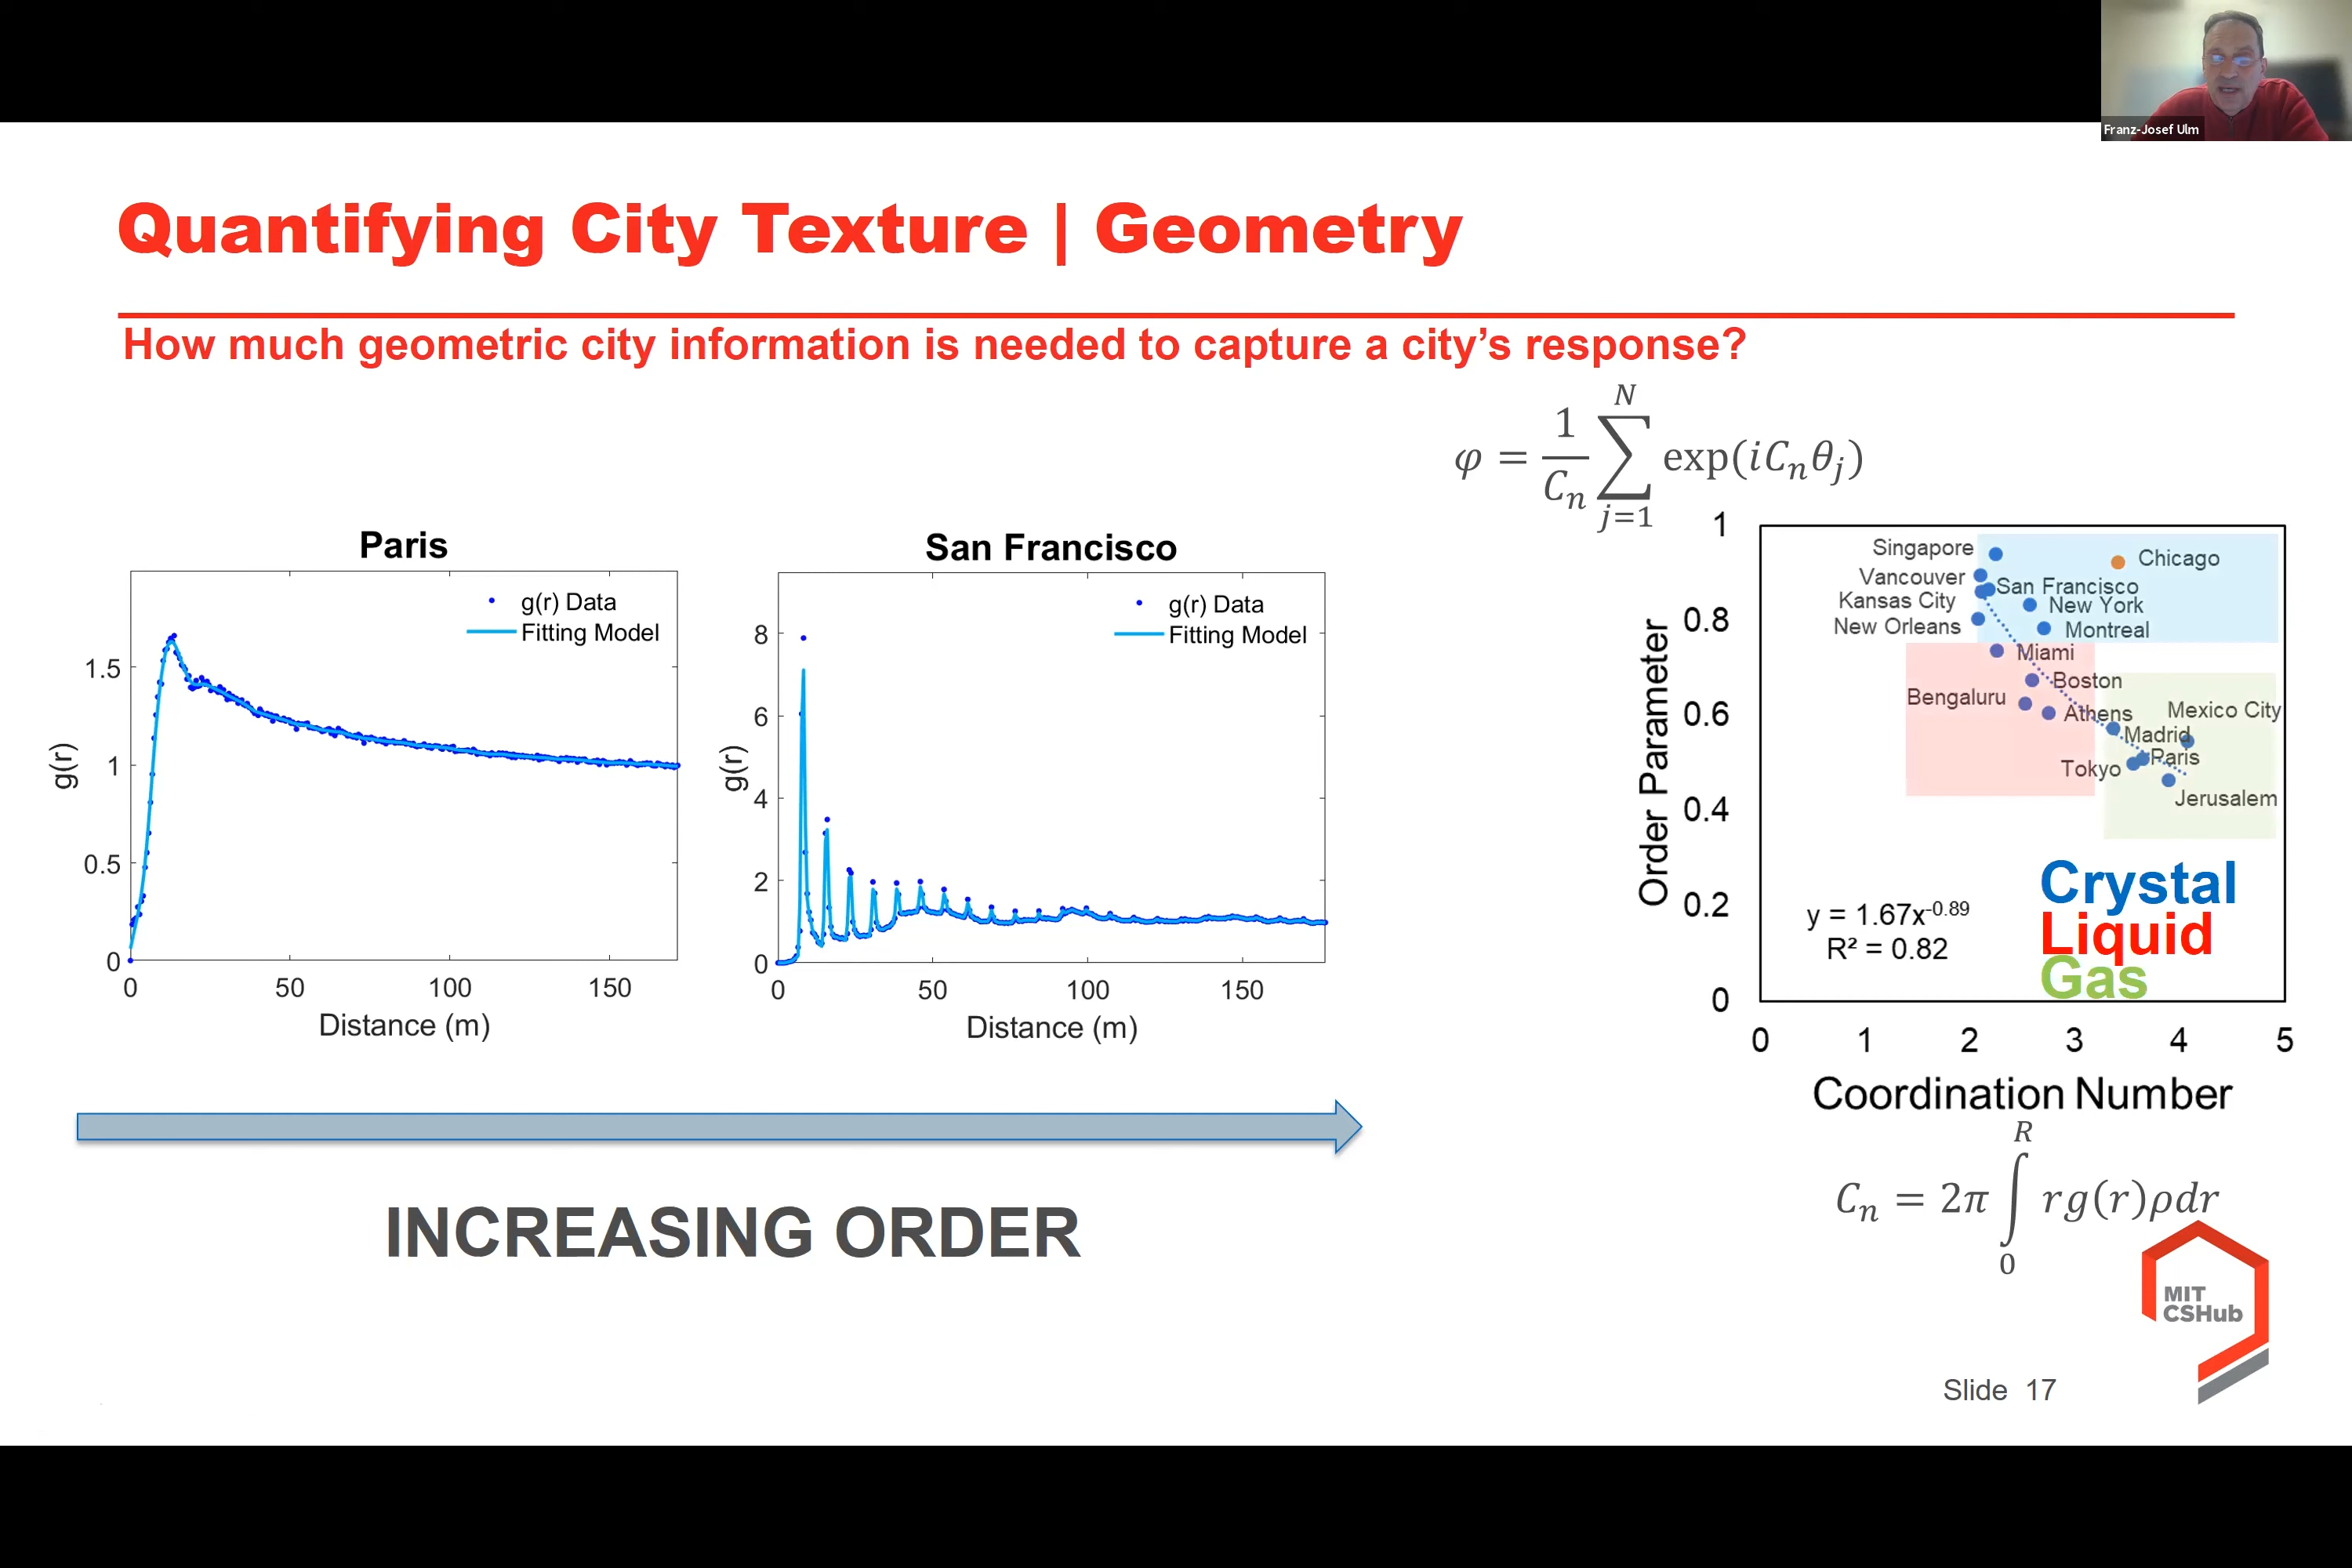 Franz-Josef Ulm
Quantifying City Texture | Geometry
How much geometric city information is needed to capture a city's response?
φ = 1/Cₙ ∑ⱼ₌₁ᴺ exp(iCₙθⱼ)
Paris
g(r) Data
Fitting Model
1.5
1
0.5
0
g(r)
0 50 100 150
Distance (m)
San Francisco
g(r) Data
Fitting Model
8
6
4
2
0
g(r)
0 50 100 150
Distance (m)
INCREASING ORDER
1
0.8
0.6
0.4
0.2
0
Order Parameter
Singapore
Chicago
Vancouver
San Francisco
Kansas City
New York
New Orleans
Montreal
Miami
Boston
Bengaluru
Athens
Mexico City
Madrid
Paris
Tokyo
Jerusalem
Crystal
Liquid
Gas
y = 1.67x⁻⁰·⁸⁹
R² = 0.82
0 1 2 3 4 5
Coordination Number
Cₙ = 2π ∫₀ᴿ rg(r)ρdr
MIT
CSHub
Slide 17